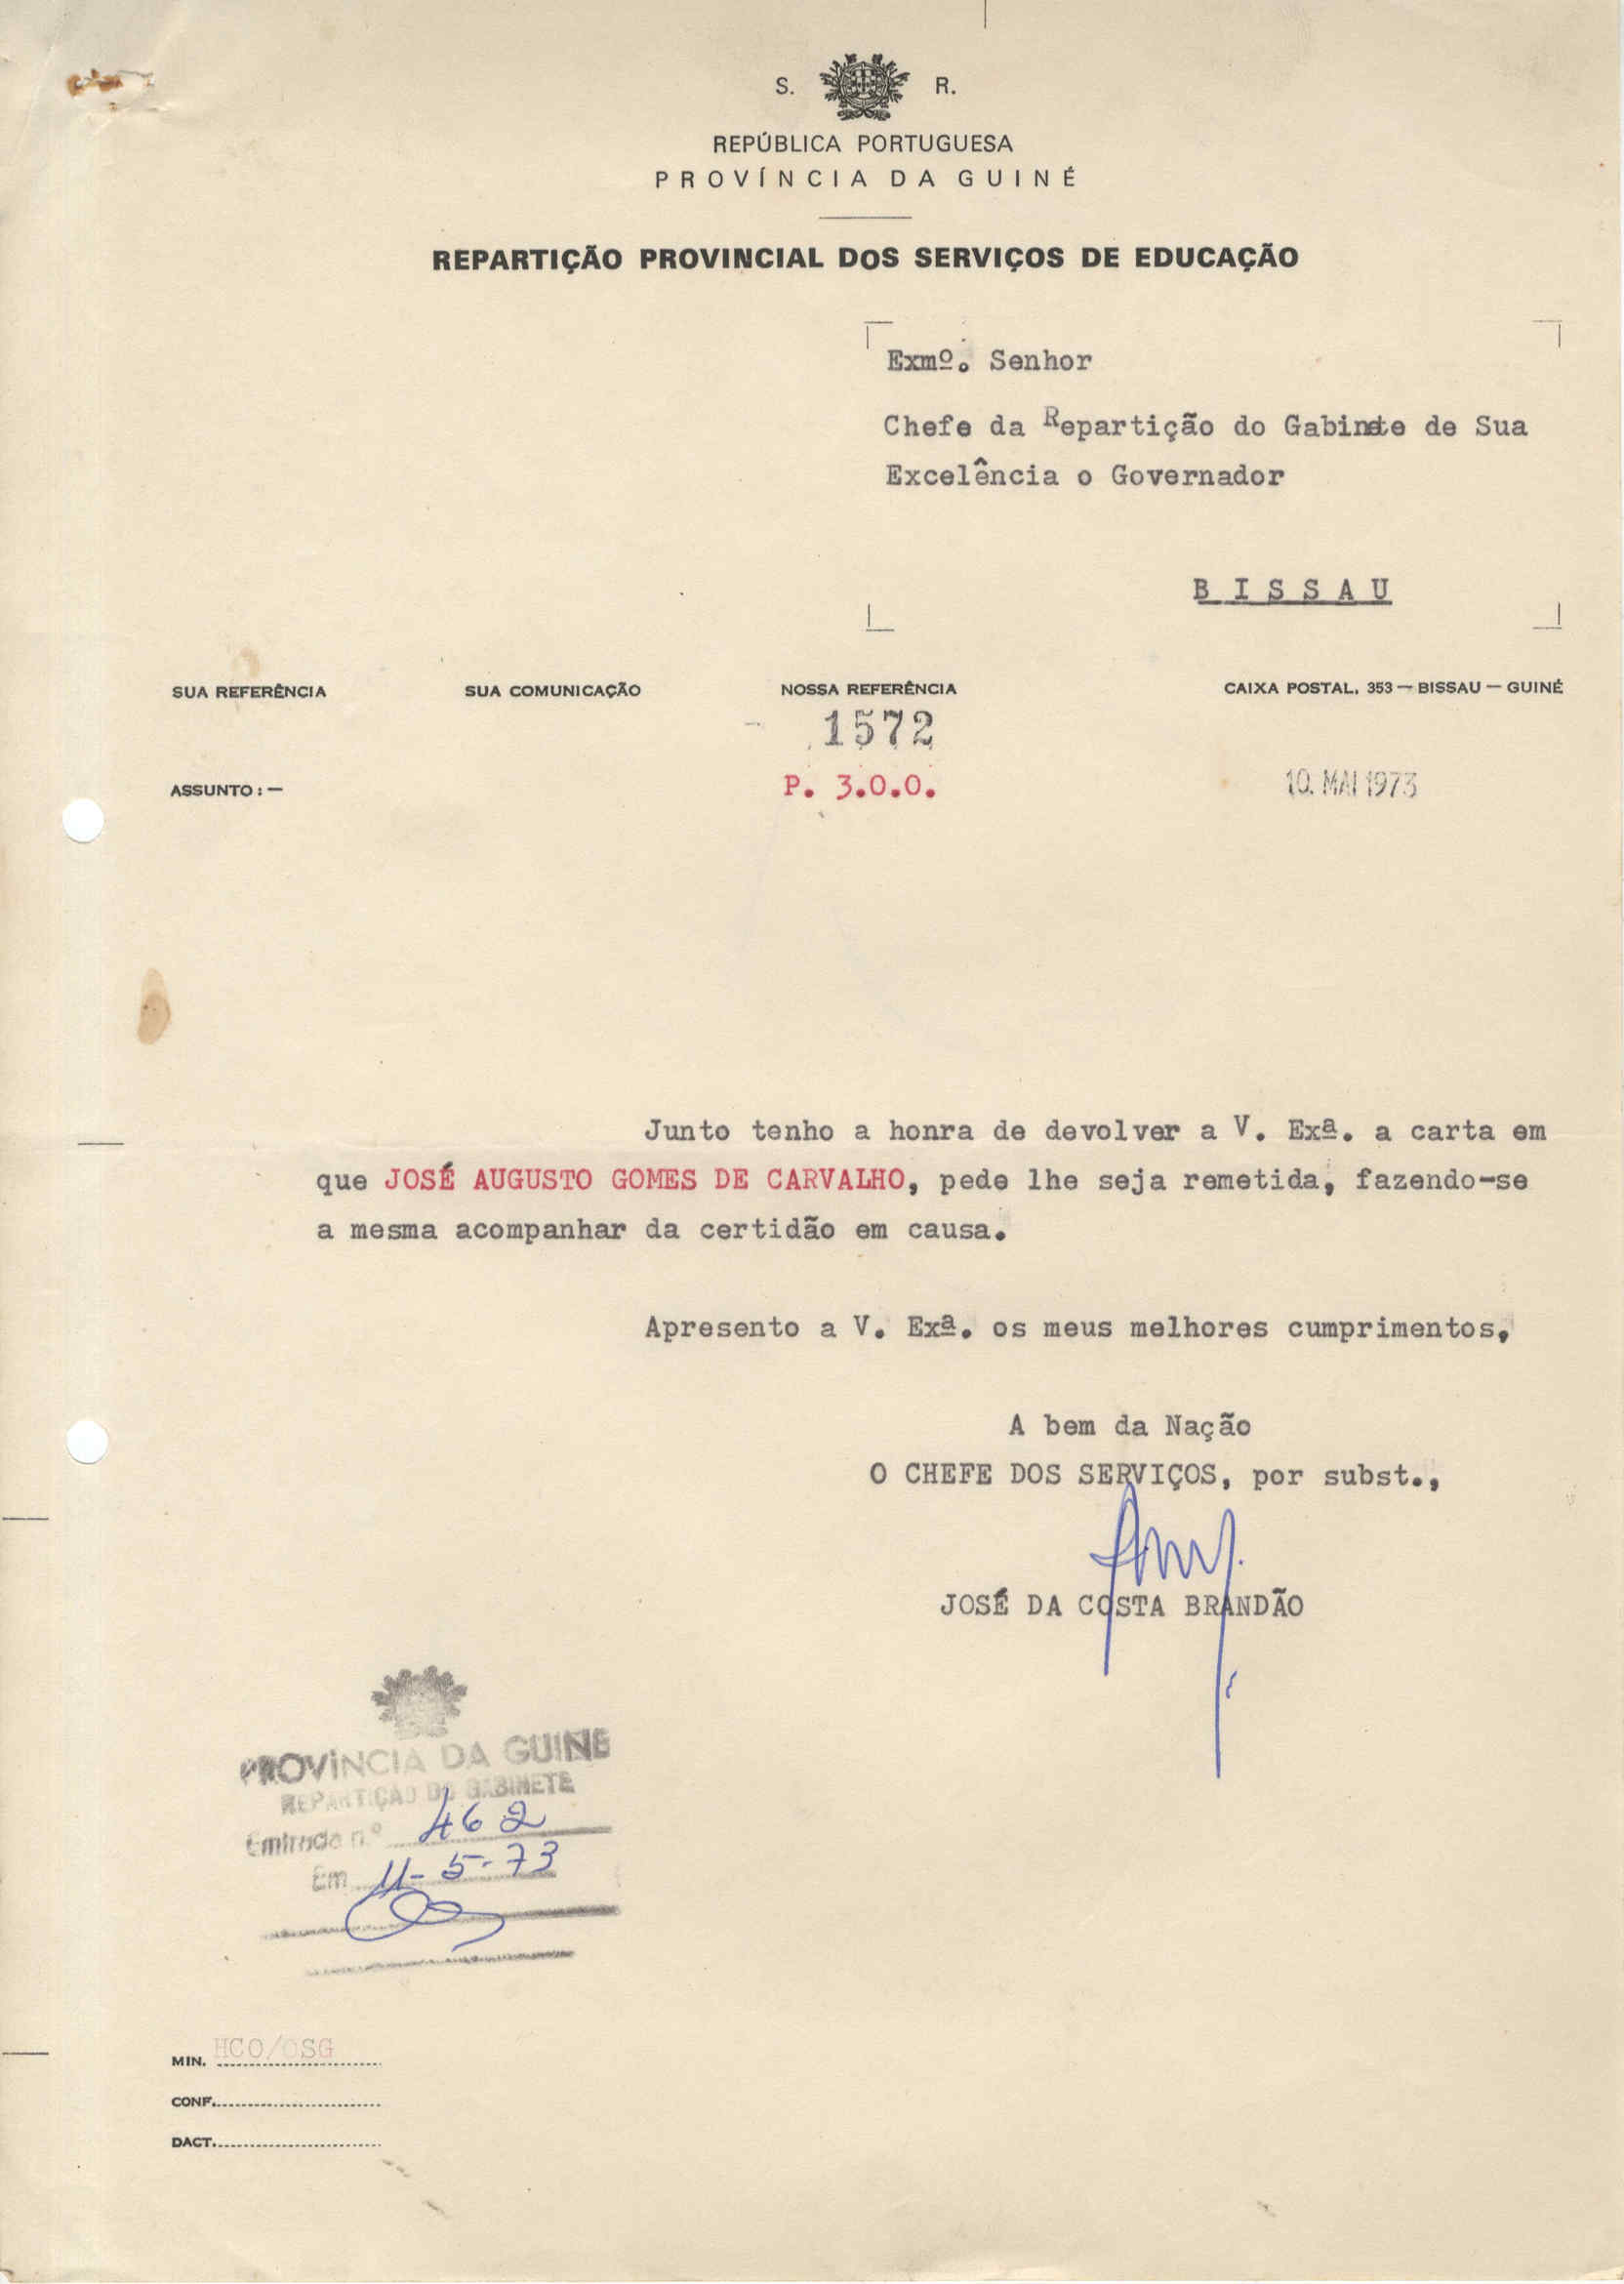 S. R.
REPÚBLICA PORTUGUESA
PROVÍNCIA DA GUINÉ
REPARTIÇÃO PROVINCIAL DOS SERVIÇOS DE EDUCAÇÃO
Exmº. Senhor
Chefe da Repartição do Gabinete de Sua
Excelência o Governador
BISSAU
SUA REFERÊNCIA SUA COMUNICAÇÃO NOSSA REFERÊNCIA CAIXA POSTAL, 353 — BISSAU — GUINÉ
1572
ASSUNTO : — P. 3.0.0. 10. MAI 1973
Junto tenho a honra de devolver a V. Exª. a carta em
que JOSÉ AUGUSTO GOMES DE CARVALHO, pede lhe seja remetida, fazendo-se
a mesma acompanhar da certidão em causa.
Apresento a V. Exª. os meus melhores cumprimentos,
A bem da Nação
O CHEFE DOS SERVIÇOS, por subst.,
JOSÉ DA COSTA BRANDÃO
PROVÍNCIA DA GUINÉ
REPARTIÇÃO DO GABINETE
Entrada n.º 462
Em 11-5-73
MIN. HCO/OSG
CONF.
DACT.